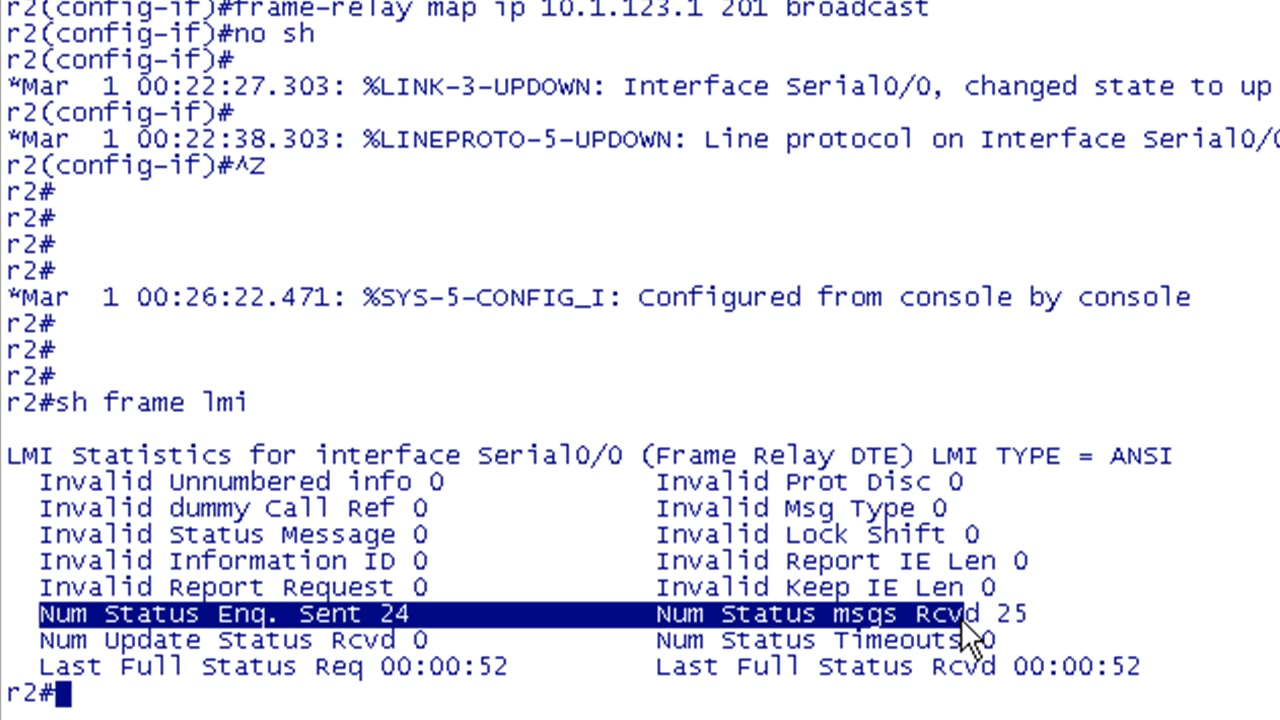 r2(config-if)#frame-relay map ip 10.1.123.1 201 broadcast
r2(config-if)#no sh
r2(config-if)#
*Mar  1 00:22:27.303: %LINK-3-UPDOWN: Interface Serial0/0, changed state to up
r2(config-if)#
*Mar  1 00:22:38.303: %LINEPROTO-5-UPDOWN: Line protocol on Interface Serial0/0
r2(config-if)#^Z
r2#
r2#
r2#
r2#
*Mar  1 00:26:22.471: %SYS-5-CONFIG_I: Configured from console by console
r2#
r2#
r2#
r2#sh frame lmi
LMI Statistics for interface Serial0/0 (Frame Relay DTE) LMI TYPE = ANSI
Invalid Unnumbered info 0 Invalid Prot Disc 0
Invalid dummy Call Ref 0 Invalid Msg Type 0
Invalid Status Message 0 Invalid Lock Shift 0
Invalid Information ID 0 Invalid Report IE Len 0
Invalid Report Request 0 Invalid Keep IE Len 0
Num Status Enq. Sent 24 Num Status msgs Rcvd 25
Num Update Status Rcvd 0 Num Status Timeouts 0
Last Full Status Req 00:00:52 Last Full Status Rcvd 00:00:52
r2#